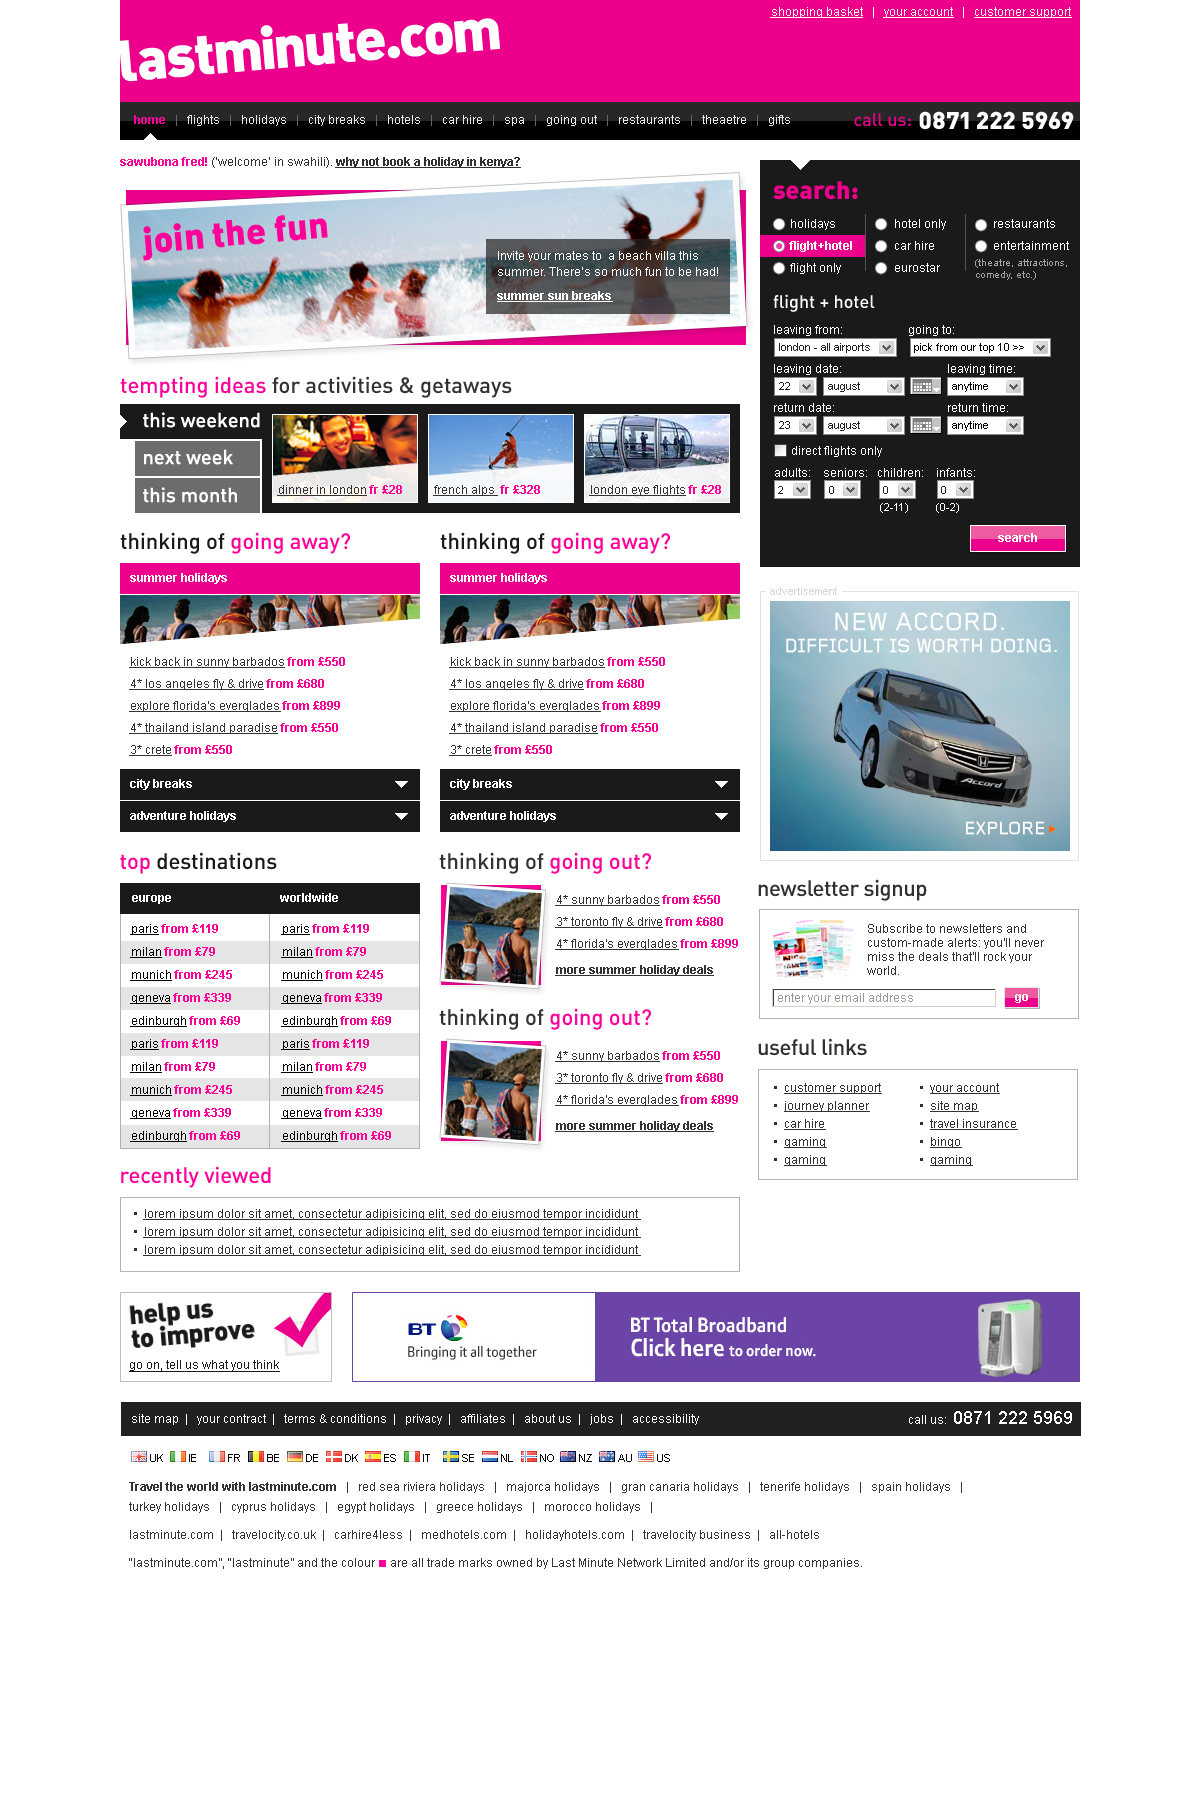 shopping basket | your account | customer support
lastminute.com
home | flights | holidays | city breaks | hotels | car hire | spa | going out | restaurants | theaetre | gifts
call us: 0871 222 5969
sawubona fred! ('welcome' in swahili). why not book a holiday in kenya?
join the fun
Invite your mates to a beach villa this
summer. There's so much fun to be had!
summer sun breaks
search:
holidays
hotel only
restaurants
flight+hotel
car hire
entertainment
flight only
eurostar
(theatre, attractions,
comedy, etc.)
flight + hotel
leaving from:
going to:
london - all airports
pick from our top 10 >>
leaving date:
leaving time:
22
august
anytime
return date:
return time:
23
august
anytime
direct flights only
adults:
seniors:
children:
infants:
2
0
0
0
(2-11)
(0-2)
search
tempting ideas for activities & getaways
this weekend
next week
this month
dinner in london fr £28
french alps fr £328
london eye flights fr £28
thinking of going away?
summer holidays
kick back in sunny barbados from £550
4* los angeles fly & drive from £680
explore florida's everglades from £899
4* thailand island paradise from £550
3* crete from £550
city breaks
adventure holidays
thinking of going away?
summer holidays
kick back in sunny barbados from £550
4* los angeles fly & drive from £680
explore florida's everglades from £899
4* thailand island paradise from £550
3* crete from £550
city breaks
adventure holidays
advertisement
NEW ACCORD.
DIFFICULT IS WORTH DOING.
Accord
EXPLORE
top destinations
europe
worldwide
paris from £119
paris from £119
milan from £79
milan from £79
munich from £245
munich from £245
geneva from £339
geneva from £339
edinburgh from £69
edinburgh from £69
paris from £119
paris from £119
milan from £79
milan from £79
munich from £245
munich from £245
geneva from £339
geneva from £339
edinburgh from £69
edinburgh from £69
thinking of going out?
4* sunny barbados from £550
3* toronto fly & drive from £680
4* florida's everglades from £899
more summer holiday deals
thinking of going out?
4* sunny barbados from £550
3* toronto fly & drive from £680
4* florida's everglades from £899
more summer holiday deals
newsletter signup
Subscribe to newsletters and
custom-made alerts: you'll never
miss the deals that'll rock your
world.
enter your email address
go
useful links
customer support
your account
journey planner
site map
car hire
travel insurance
gaming
bingo
gaming
gaming
recently viewed
lorem ipsum dolor sit amet, consectetur adipisicing elit, sed do eiusmod tempor incididunt
lorem ipsum dolor sit amet, consectetur adipisicing elit, sed do eiusmod tempor incididunt
lorem ipsum dolor sit amet, consectetur adipisicing elit, sed do eiusmod tempor incididunt
help us
to improve
go on, tell us what you think
BT
Bringing it all together
BT Total Broadband
Click here to order now.
site map | your contract | terms & conditions | privacy | affiliates | about us | jobs | accessibility
call us: 0871 222 5969
UK IE FR BE DE DK ES IT SE NL NO NZ AU US
Travel the world with lastminute.com | red sea riviera holidays | majorca holidays | gran canaria holidays | tenerife holidays | spain holidays |
turkey holidays | cyprus holidays | egypt holidays | greece holidays | morocco holidays |
lastminute.com | travelocity.co.uk | carhire4less | medhotels.com | holidayhotels.com | travelocity business | all-hotels
"lastminute.com", "lastminute" and the colour are all trade marks owned by Last Minute Network Limited and/or its group companies.